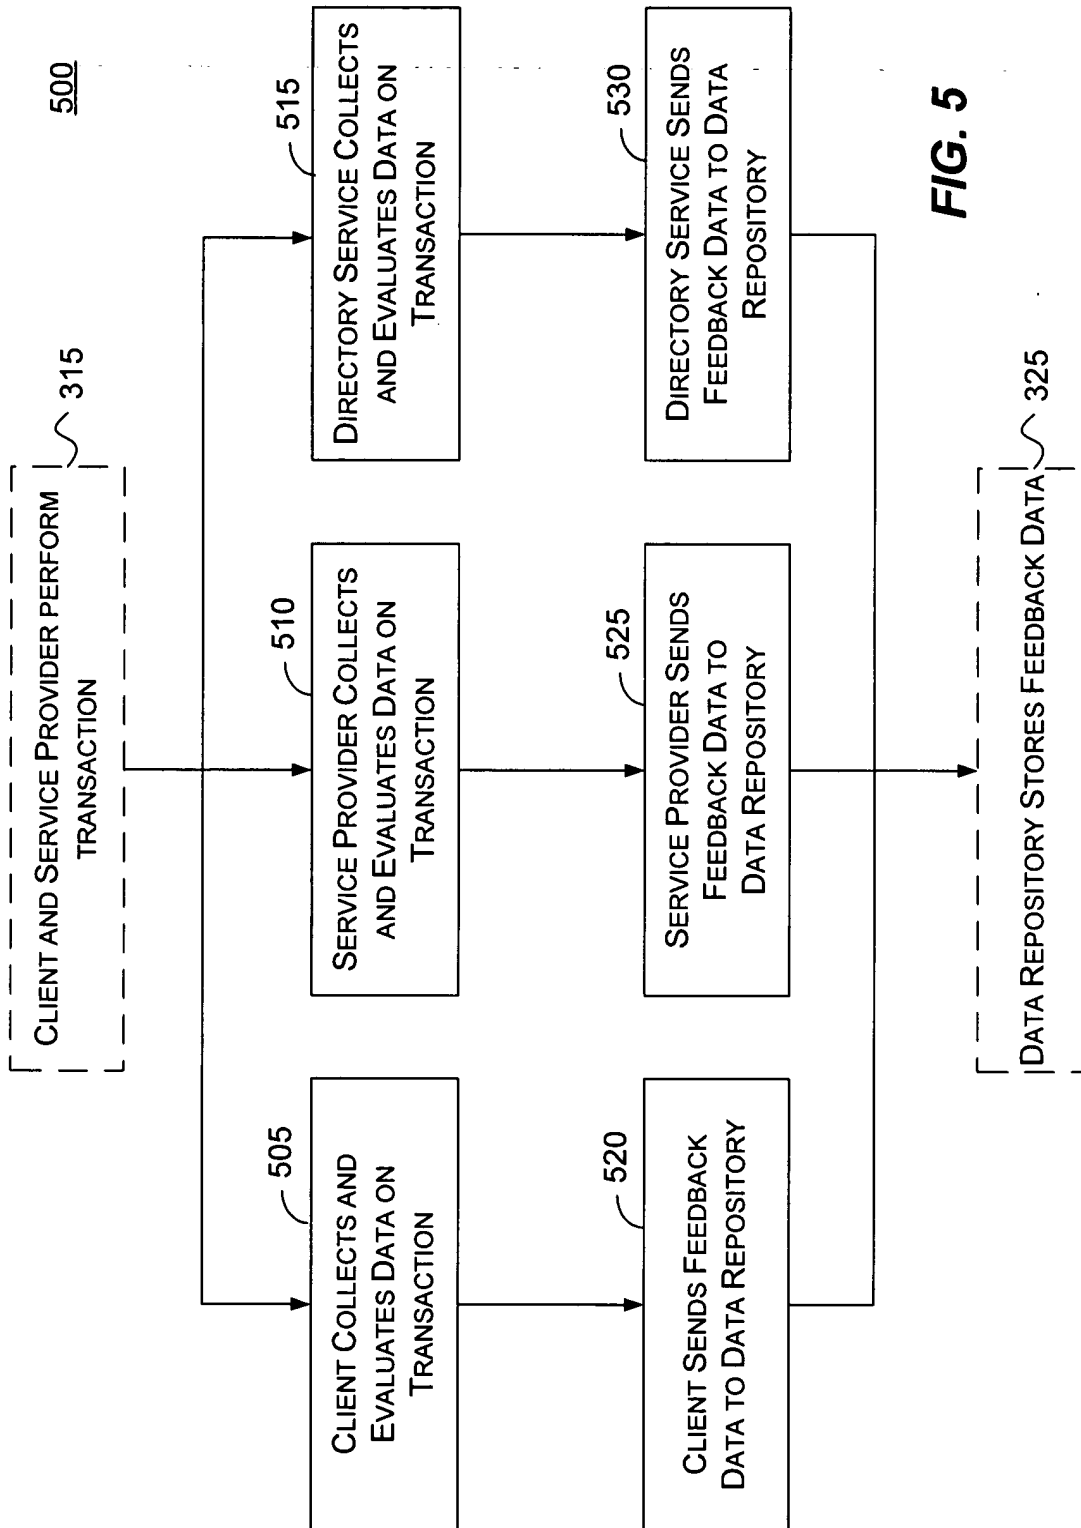 500
CLIENT AND SERVICE PROVIDER PERFORM
TRANSACTION
315
505
CLIENT COLLECTS AND
EVALUATES DATA ON
TRANSACTION
510
SERVICE PROVIDER COLLECTS
AND EVALUATES DATA ON
TRANSACTION
515
DIRECTORY SERVICE COLLECTS
AND EVALUATES DATA ON
TRANSACTION
520
CLIENT SENDS FEEDBACK
DATA TO DATA REPOSITORY
525
SERVICE PROVIDER SENDS
FEEDBACK DATA TO
DATA REPOSITORY
530
DIRECTORY SERVICE SENDS
FEEDBACK DATA TO DATA
REPOSITORY
DATA REPOSITORY STORES FEEDBACK DATA
325
FIG. 5